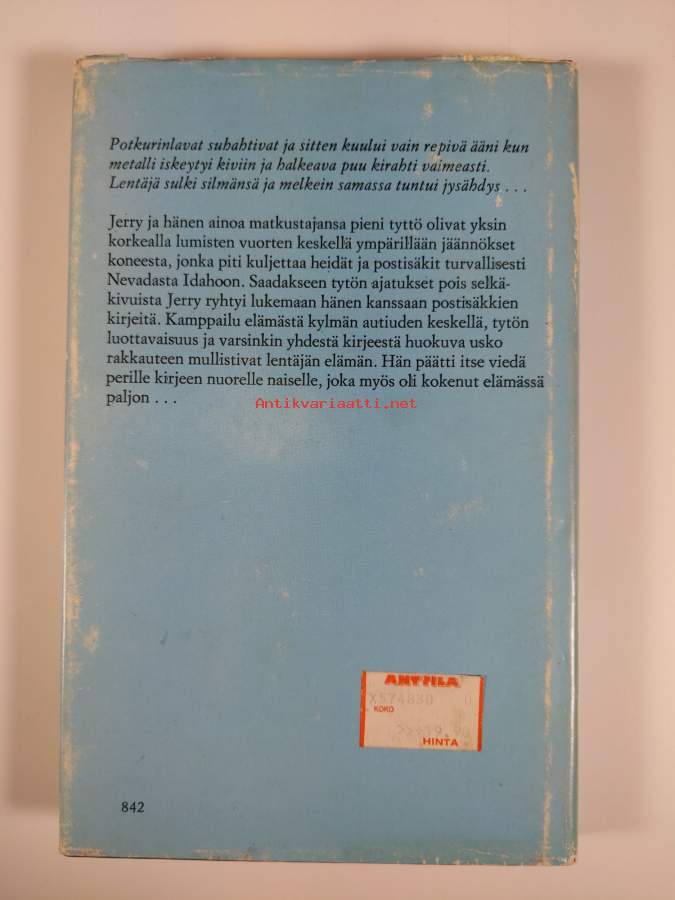 Potkurinlavat suhahtivat ja sitten kuului vain repivä ääni kun
metalli iskeytyi kiviin ja halkeava puu kirahti vaimeasti.
Lentäjä sulki silmänsä ja melkein samassa tuntui jysähdys . . .
Jerry ja hänen ainoa matkustajansa pieni tyttö olivat yksin
korkealla lumisten vuorten keskellä ympärillään jäännökset
koneesta, jonka piti kuljettaa heidät ja postisäkit turvallisesti
Nevadasta Idahoon. Saadakseen tytön ajatukset pois selkä-
kivuista Jerry ryhtyi lukemaan hänen kanssaan postisäkkien
kirjeitä. Kamppailu elämästä kylmän autiuden keskellä, tytön
luottavaisuus ja varsinkin yhdestä kirjeestä huokuva usko
rakkauteen mullistivat lentäjän elämän. Hän päätti itse viedä
perille kirjeen nuorelle naiselle, joka myös oli kokenut elämässä
paljon . . .
Antikvariaatti.net
ANTTILA
X574830 0
KOKO
HINTA
842